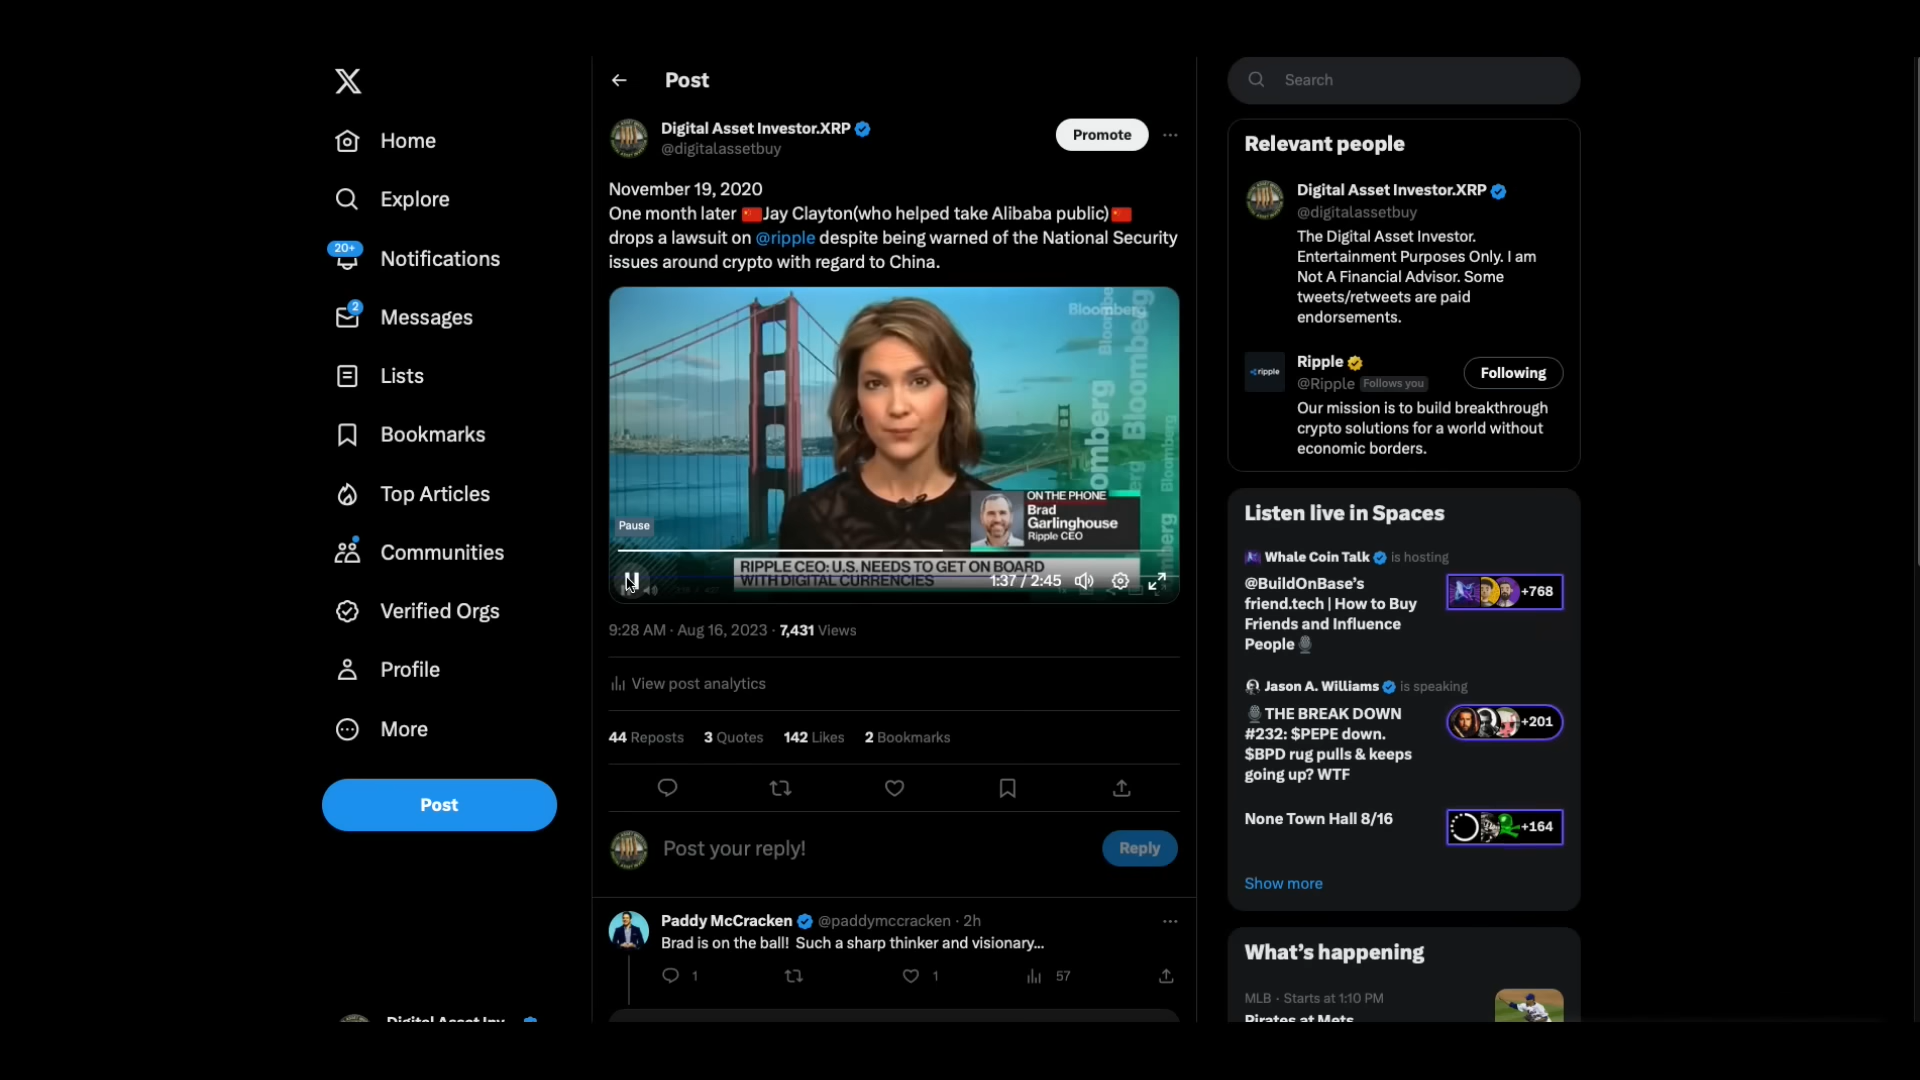 Home
Explore
20+
Notifications
2
Messages
Lists
Bookmarks
Top Articles
Communities
Verified Orgs
Profile
More
Post
Post
Digital Asset Investor.XRP
@digitalassetbuy
Promote
November 19, 2020
One month later 🇨🇳Jay Clayton(who helped take Alibaba public)🇨🇳
drops a lawsuit on @ripple despite being warned of the National Security
issues around crypto with regard to China.
Bloomberg
Bloomberg
Bloomberg
Bloomberg
ON THE PHONE
Brad
Garlinghouse
Ripple CEO
Pause
RIPPLE CEO: U.S. NEEDS TO GET ON BOARD
WITH DIGITAL CURRENCIES
1:37 / 2:45
9:28 AM · Aug 16, 2023 · 7,431 Views
View post analytics
44 Reposts 3 Quotes 142 Likes 2 Bookmarks
Post your reply!
Reply
Paddy McCracken @paddymccracken · 2h
Brad is on the ball! Such a sharp thinker and visionary...
1 1 57
Search
Relevant people
Digital Asset Investor.XRP
@digitalassetbuy
The Digital Asset Investor.
Entertainment Purposes Only. I am
Not A Financial Advisor. Some
tweets/retweets are paid
endorsements.
ripple
Ripple
@Ripple Follows you
Following
Our mission is to build breakthrough
crypto solutions for a world without
economic borders.
Listen live in Spaces
Whale Coin Talk is hosting
@BuildOnBase's
friend.tech | How to Buy
Friends and Influence
People🎙️
+768
Jason A. Williams is speaking
🎙️THE BREAK DOWN
#232: $PEPE down.
$BPD rug pulls & keeps
going up? WTF
+201
None Town Hall 8/16
+164
Show more
What's happening
MLB · Starts at 1:10 PM
Pirates at Mets
Digital Asset Inv